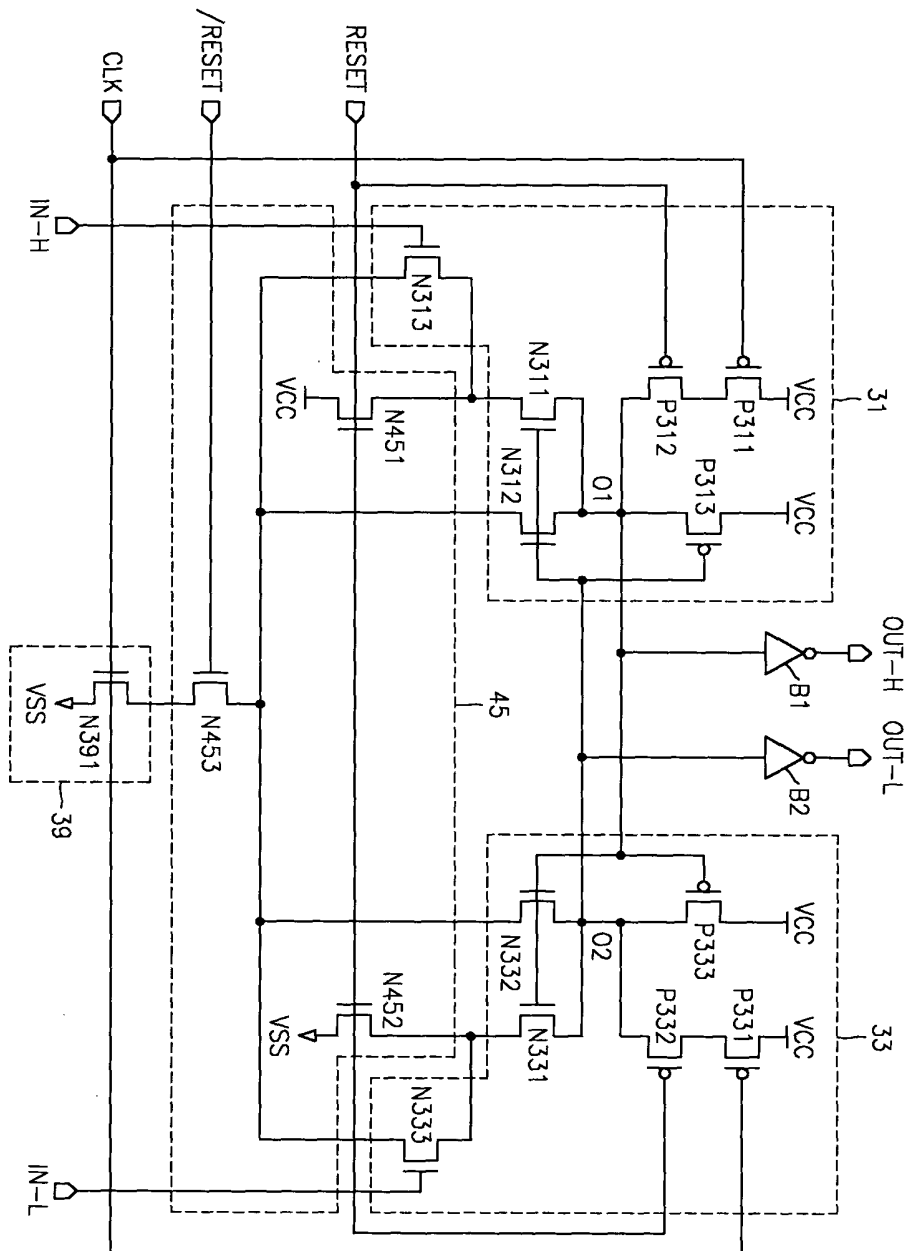 CLK
/RESET
RESET
IN-H
31
VCC
VCC
P311
P312
P313
N313
N311
N312
O1
VCC
N451
OUT-H
OUT-L
B1
B2
45
N453
N391
VSS
39
33
VCC
VCC
P333
P331
P332
O2
N332
N331
N452
VSS
N333
IN-L